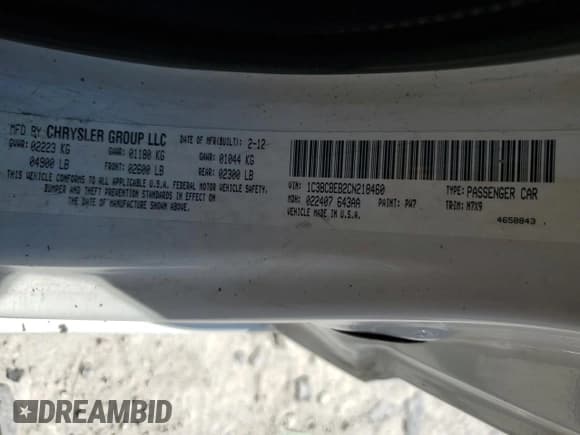 MFD BY CHRYSLER GROUP LLC DATE OF MFR(BUILT): 2-12
GVWR: 02223 KG GAWR: 01180 KG GAWR: 01044 KG
04900 LB FRONT: 02600 LB REAR: 02300 LB
THIS VEHICLE CONFORMS TO ALL APPLICABLE U.S.A. FEDERAL MOTOR VEHICLE SAFETY,
BUMPER AND THEFT PREVENTION STANDARDS IN EFFECT ON
THE DATE OF MANUFACTURE SHOWN ABOVE.
VIN: 1C3BCBEB2CN218460 TYPE: PASSENGER CAR
MDH: 022407 643AA PAINT: PW7 TRIM: M7X9
VEHICLE MADE IN U.S.A. 4658843
DREAMBID